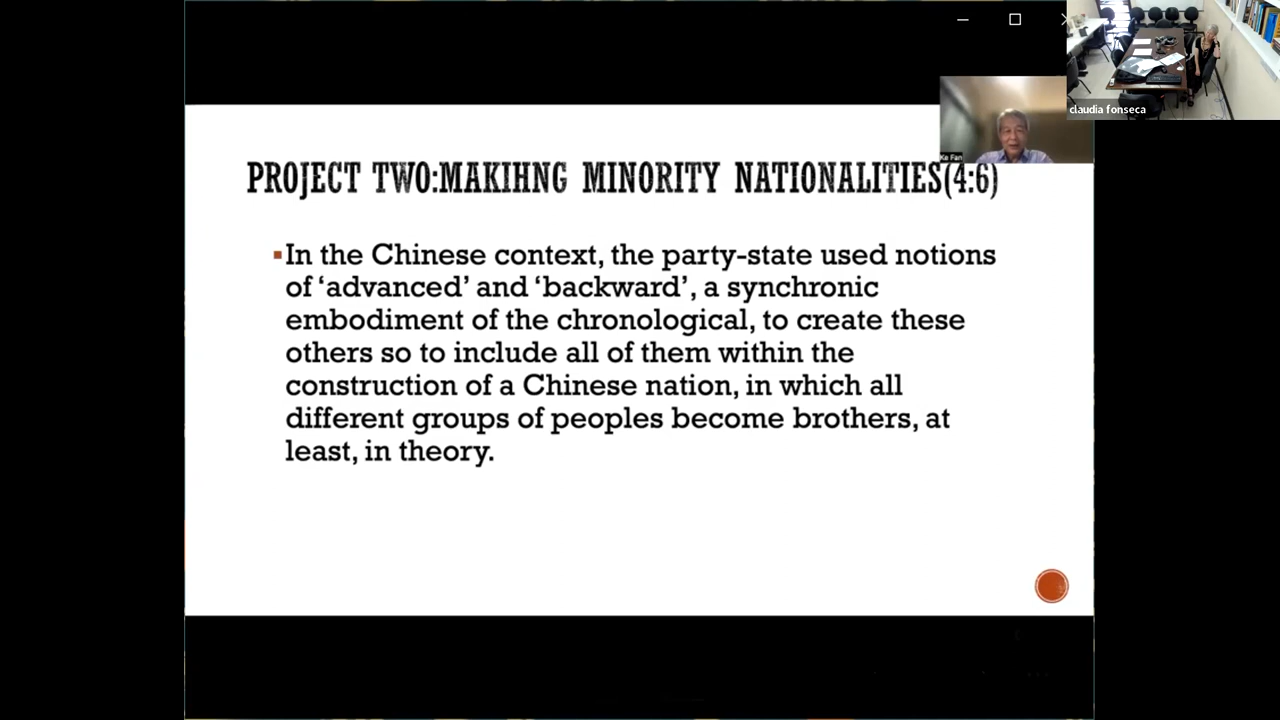 claudia fonseca
Ke Fan
PROJECT TWO:MAKIHNG MINORITY NATIONALITIES(4:6)
In the Chinese context, the party-state used notions
of ‘advanced’ and ‘backward’, a synchronic
embodiment of the chronological, to create these
others so to include all of them within the
construction of a Chinese nation, in which all
different groups of peoples become brothers, at
least, in theory.